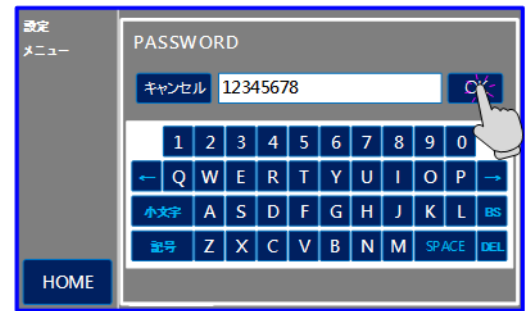 設定
メニュー
PASSWORD
キャンセル 12345678 OK
1 2 3 4 5 6 7 8 9 0
← Q W E R T Y U I O P →
小文字 A S D F G H J K L BS
記号 Z X C V B N M SPACE DEL
HOME